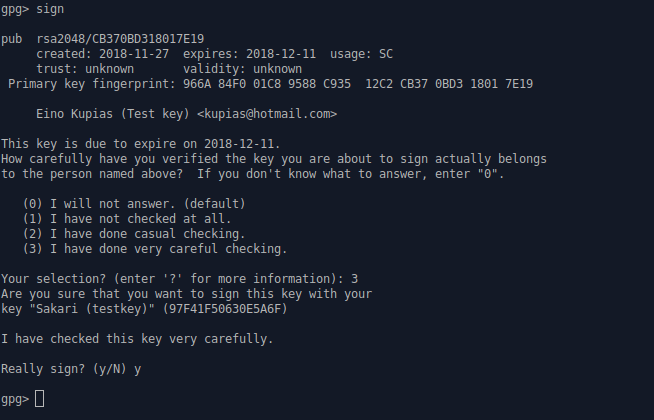 gpg> sign
pub  rsa2048/CB370BD318017E19
     created: 2018-11-27  expires: 2018-12-11  usage: SC
     trust: unknown       validity: unknown
 Primary key fingerprint: 966A 84F0 01C8 9588 C935  12C2 CB37 0BD3 1801 7E19
     Eino Kupias (Test key) <kupias@hotmail.com>
This key is due to expire on 2018-12-11.
How carefully have you verified the key you are about to sign actually belongs
to the person named above?  If you don't know what to answer, enter "0".
   (0) I will not answer. (default)
   (1) I have not checked at all.
   (2) I have done casual checking.
   (3) I have done very careful checking.
Your selection? (enter '?' for more information): 3
Are you sure that you want to sign this key with your
key "Sakari (testkey)" (97F41F50630E5A6F)
I have checked this key very carefully.
Really sign? (y/N) y
gpg>